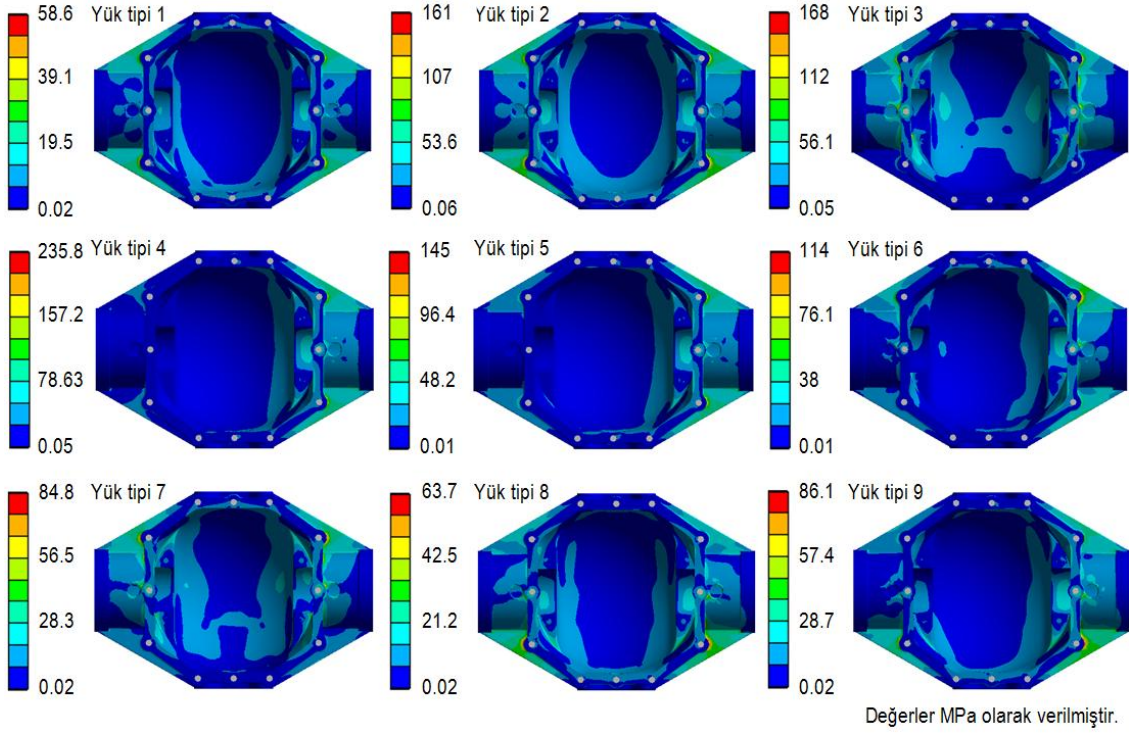 58.6 Yük tipi 1
39.1
19.5
0.02
161 Yük tipi 2
107
53.6
0.06
168 Yük tipi 3
112
56.1
0.05
235.8 Yük tipi 4
157.2
78.63
0.05
145 Yük tipi 5
96.4
48.2
0.01
114 Yük tipi 6
76.1
38
0.01
84.8 Yük tipi 7
56.5
28.3
0.02
63.7 Yük tipi 8
42.5
21.2
0.02
86.1 Yük tipi 9
57.4
28.7
0.02
Değerler MPa olarak verilmiştir.